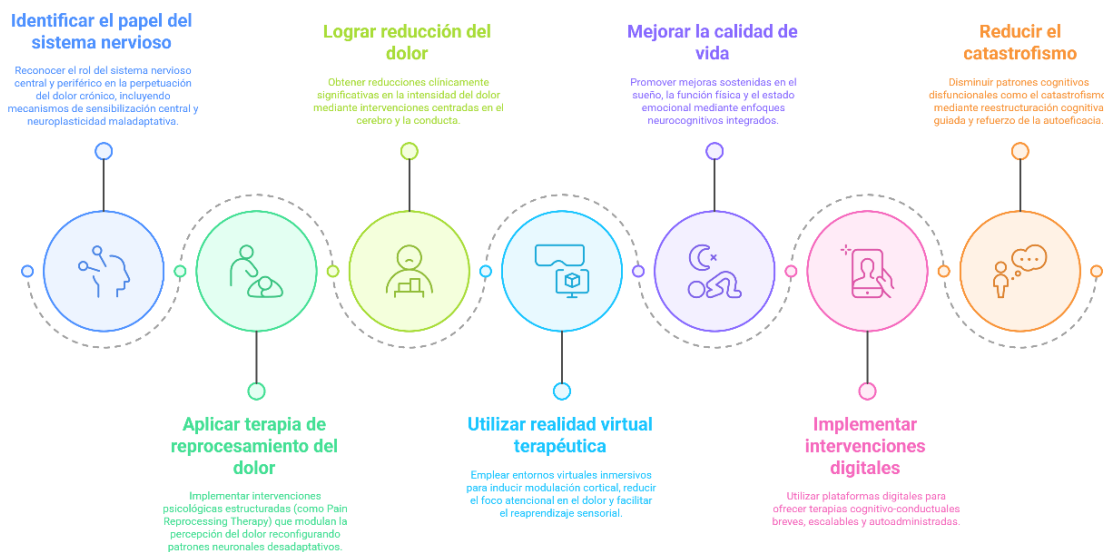 Identificar el papel del
sistema nervioso
Reconocer el rol del sistema nervioso
central y periférico en la perpetuación
del dolor crónico, incluyendo
mecanismos de sensibilización central y
neuroplasticidad maladaptativa.
Aplicar terapia de
reprocesamiento del
dolor
Implementar intervenciones
psicológicas estructuradas (como Pain
Reprocessing Therapy) que modulan la
percepción del dolor reconfigurando
patrones neuronales desadaptativos.
Lograr reducción del
dolor
Obtener reducciones clínicamente
significativas en la intensidad del dolor
mediante intervenciones centradas en el
cerebro y la conducta.
Utilizar realidad virtual
terapéutica
Emplear entornos virtuales inmersivos
para inducir modulación cortical, reducir
el foco atencional en el dolor y facilitar
el reaprendizaje sensorial.
Mejorar la calidad de
vida
Promover mejoras sostenidas en el
sueño, la función física y el estado
emocional mediante enfoques
neurocognitivos integrados.
Implementar
intervenciones
digitales
Utilizar plataformas digitales para
ofrecer terapias cognitivo-conductuales
breves, escalables y autoadministradas.
Reducir el
catastrofismo
Disminuir patrones cognitivos
disfuncionales como el catastrofismo
mediante reestructuración cognitiva
guiada y refuerzo de la autoeficacia.